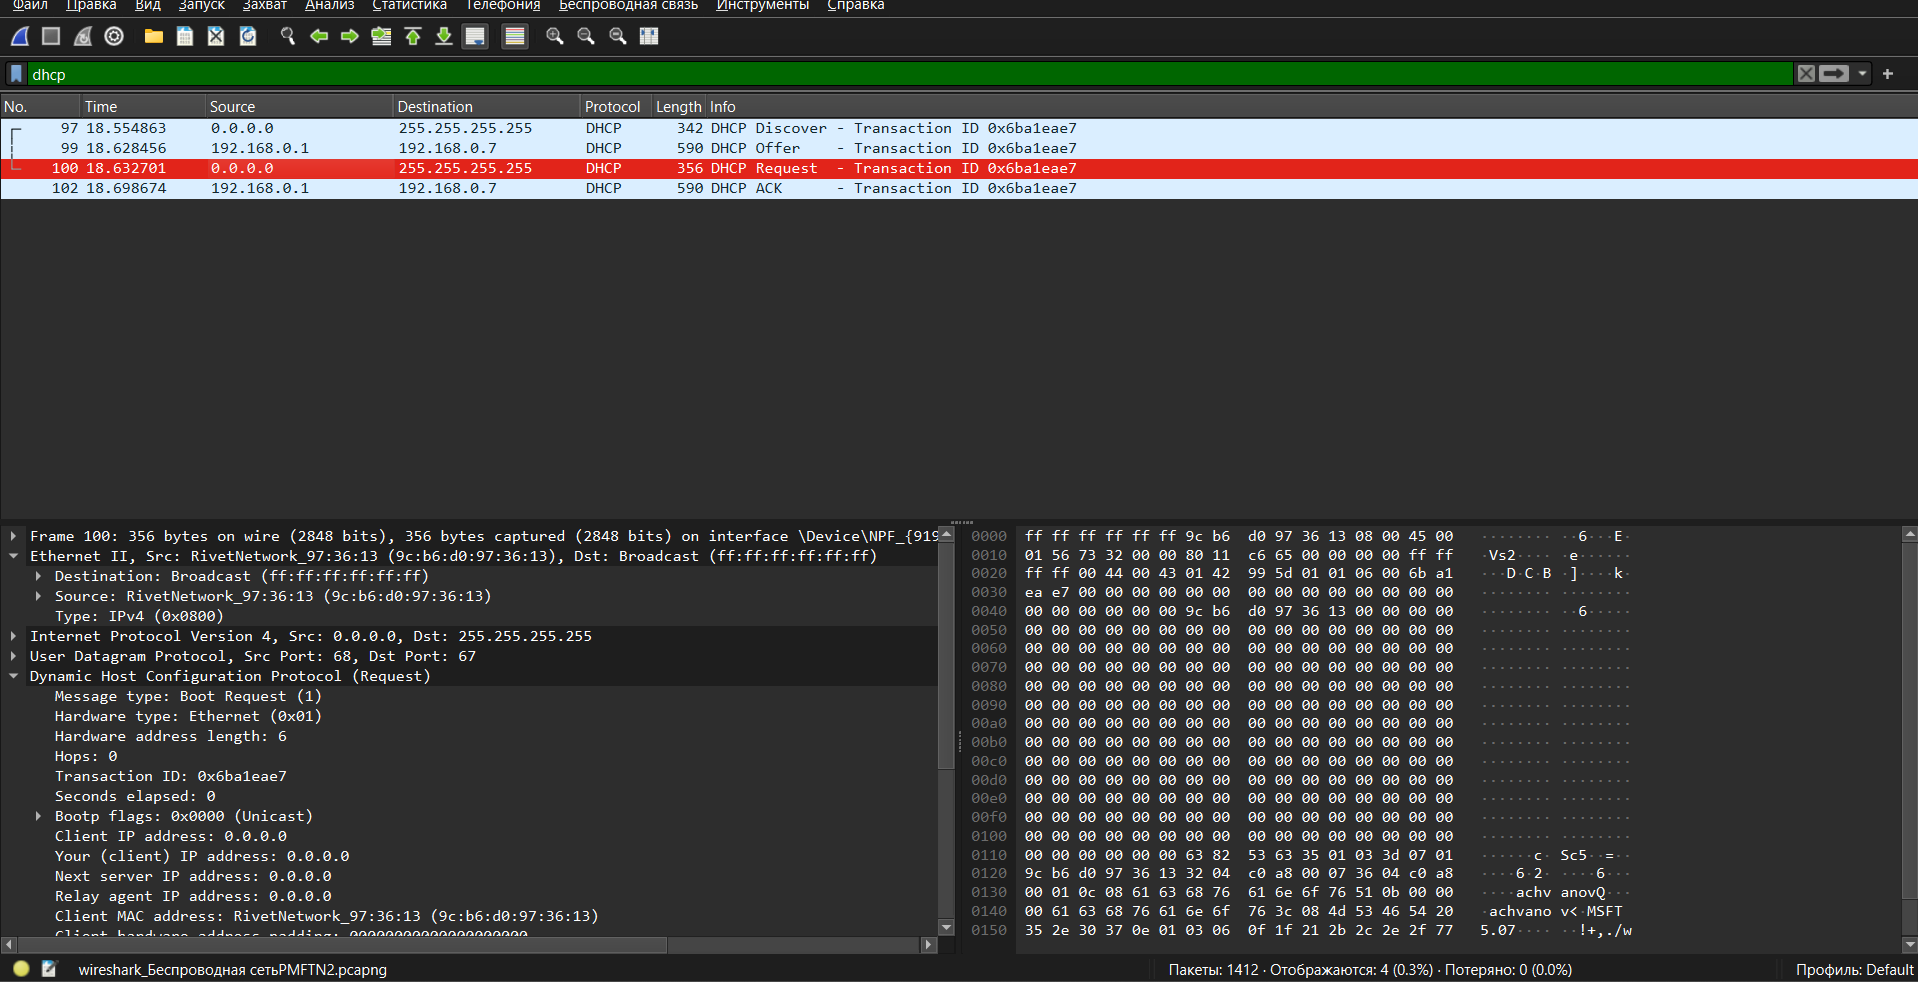 Файл Правка Вид Запуск Захват Анализ Статистика Телефония Беспроводная связь Инструменты Справка
dhcp
No. Time Source Destination Protocol Length Info
97 18.554863 0.0.0.0 255.255.255.255 DHCP 342 DHCP Discover - Transaction ID 0x6ba1eae7
99 18.628456 192.168.0.1 192.168.0.7 DHCP 590 DHCP Offer - Transaction ID 0x6ba1eae7
100 18.632701 0.0.0.0 255.255.255.255 DHCP 356 DHCP Request - Transaction ID 0x6ba1eae7
102 18.698674 192.168.0.1 192.168.0.7 DHCP 590 DHCP ACK - Transaction ID 0x6ba1eae7
Frame 100: 356 bytes on wire (2848 bits), 356 bytes captured (2848 bits) on interface \Device\NPF_{919
Ethernet II, Src: RivetNetwork_97:36:13 (9c:b6:d0:97:36:13), Dst: Broadcast (ff:ff:ff:ff:ff:ff)
Destination: Broadcast (ff:ff:ff:ff:ff:ff)
Source: RivetNetwork_97:36:13 (9c:b6:d0:97:36:13)
Type: IPv4 (0x0800)
Internet Protocol Version 4, Src: 0.0.0.0, Dst: 255.255.255.255
User Datagram Protocol, Src Port: 68, Dst Port: 67
Dynamic Host Configuration Protocol (Request)
Message type: Boot Request (1)
Hardware type: Ethernet (0x01)
Hardware address length: 6
Hops: 0
Transaction ID: 0x6ba1eae7
Seconds elapsed: 0
Bootp flags: 0x0000 (Unicast)
Client IP address: 0.0.0.0
Your (client) IP address: 0.0.0.0
Next server IP address: 0.0.0.0
Relay agent IP address: 0.0.0.0
Client MAC address: RivetNetwork_97:36:13 (9c:b6:d0:97:36:13)
Client hardware address padding: 00000000000000000000
0000 ff ff ff ff ff ff 9c b6 d0 97 36 13 08 00 45 00 ········ ··6···E·
0010 01 56 73 32 00 00 80 11 c6 65 00 00 00 00 ff ff ·Vs2···· ·e······
0020 ff ff 00 44 00 43 01 42 99 5d 01 01 06 00 6b a1 ···D·C·B ·]····k·
0030 ea e7 00 00 00 00 00 00 00 00 00 00 00 00 00 00 ········ ········
0040 00 00 00 00 00 00 9c b6 d0 97 36 13 00 00 00 00 ········ ··6·····
0050 00 00 00 00 00 00 00 00 00 00 00 00 00 00 00 00 ········ ········
0060 00 00 00 00 00 00 00 00 00 00 00 00 00 00 00 00 ········ ········
0070 00 00 00 00 00 00 00 00 00 00 00 00 00 00 00 00 ········ ········
0080 00 00 00 00 00 00 00 00 00 00 00 00 00 00 00 00 ········ ········
0090 00 00 00 00 00 00 00 00 00 00 00 00 00 00 00 00 ········ ········
00a0 00 00 00 00 00 00 00 00 00 00 00 00 00 00 00 00 ········ ········
00b0 00 00 00 00 00 00 00 00 00 00 00 00 00 00 00 00 ········ ········
00c0 00 00 00 00 00 00 00 00 00 00 00 00 00 00 00 00 ········ ········
00d0 00 00 00 00 00 00 00 00 00 00 00 00 00 00 00 00 ········ ········
00e0 00 00 00 00 00 00 00 00 00 00 00 00 00 00 00 00 ········ ········
00f0 00 00 00 00 00 00 00 00 00 00 00 00 00 00 00 00 ········ ········
0100 00 00 00 00 00 00 00 00 00 00 00 00 00 00 00 00 ········ ········
0110 00 00 00 00 00 00 63 82 53 63 35 01 03 3d 07 01 ······c· Sc5··=··
0120 9c b6 d0 97 36 13 32 04 c0 a8 00 07 36 04 c0 a8 ····6·2· ····6···
0130 00 01 0c 08 61 63 68 76 61 6e 6f 76 51 0b 00 00 ····achv anovQ···
0140 00 61 63 68 76 61 6e 6f 76 3c 08 4d 53 46 54 20 ·achvano v<·MSFT
0150 35 2e 30 37 0e 01 03 06 0f 1f 21 2b 2c 2e 2f 77 5.07···· ··!+,./w
wireshark_Беспроводная сетьPMFTN2.pcapng
Пакеты: 1412 · Отображаются: 4 (0.3%) · Потеряно: 0 (0.0%)
Профиль: Default